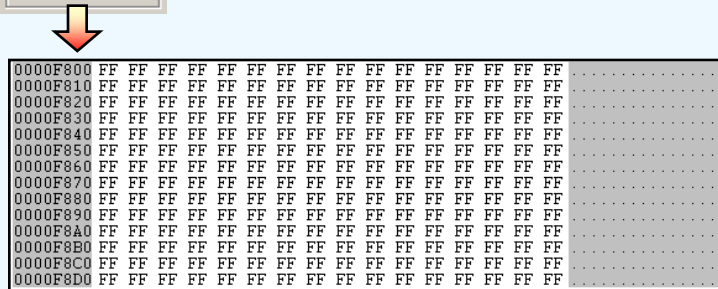 0000F800 FF FF FF FF FF FF FF FF FF FF FF FF FF FF FF FF ................
0000F810 FF FF FF FF FF FF FF FF FF FF FF FF FF FF FF FF ................
0000F820 FF FF FF FF FF FF FF FF FF FF FF FF FF FF FF FF ................
0000F830 FF FF FF FF FF FF FF FF FF FF FF FF FF FF FF FF ................
0000F840 FF FF FF FF FF FF FF FF FF FF FF FF FF FF FF FF ................
0000F850 FF FF FF FF FF FF FF FF FF FF FF FF FF FF FF FF ................
0000F860 FF FF FF FF FF FF FF FF FF FF FF FF FF FF FF FF ................
0000F870 FF FF FF FF FF FF FF FF FF FF FF FF FF FF FF FF ................
0000F880 FF FF FF FF FF FF FF FF FF FF FF FF FF FF FF FF ................
0000F890 FF FF FF FF FF FF FF FF FF FF FF FF FF FF FF FF ................
0000F8A0 FF FF FF FF FF FF FF FF FF FF FF FF FF FF FF FF ................
0000F8B0 FF FF FF FF FF FF FF FF FF FF FF FF FF FF FF FF ................
0000F8C0 FF FF FF FF FF FF FF FF FF FF FF FF FF FF FF FF ................
0000F8D0 FF FF FF FF FF FF FF FF FF FF FF FF FF FF FF FF ................